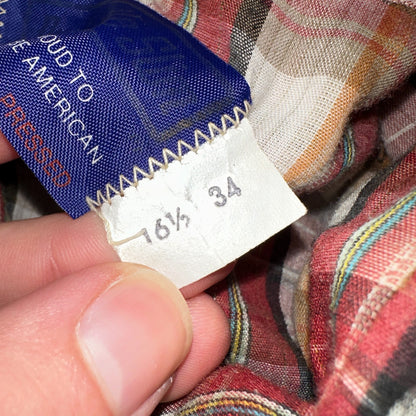 OUD TO
E AMERICAN
PRESSED
16½ 34